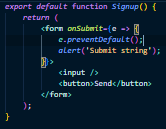 export default function Signup() {
    return (
        <form onSubmit={e => {
            e.preventDefault();
            alert('Submit string');
        }}>
            <input />
            <button>Send</button>
        </form>
    );
}